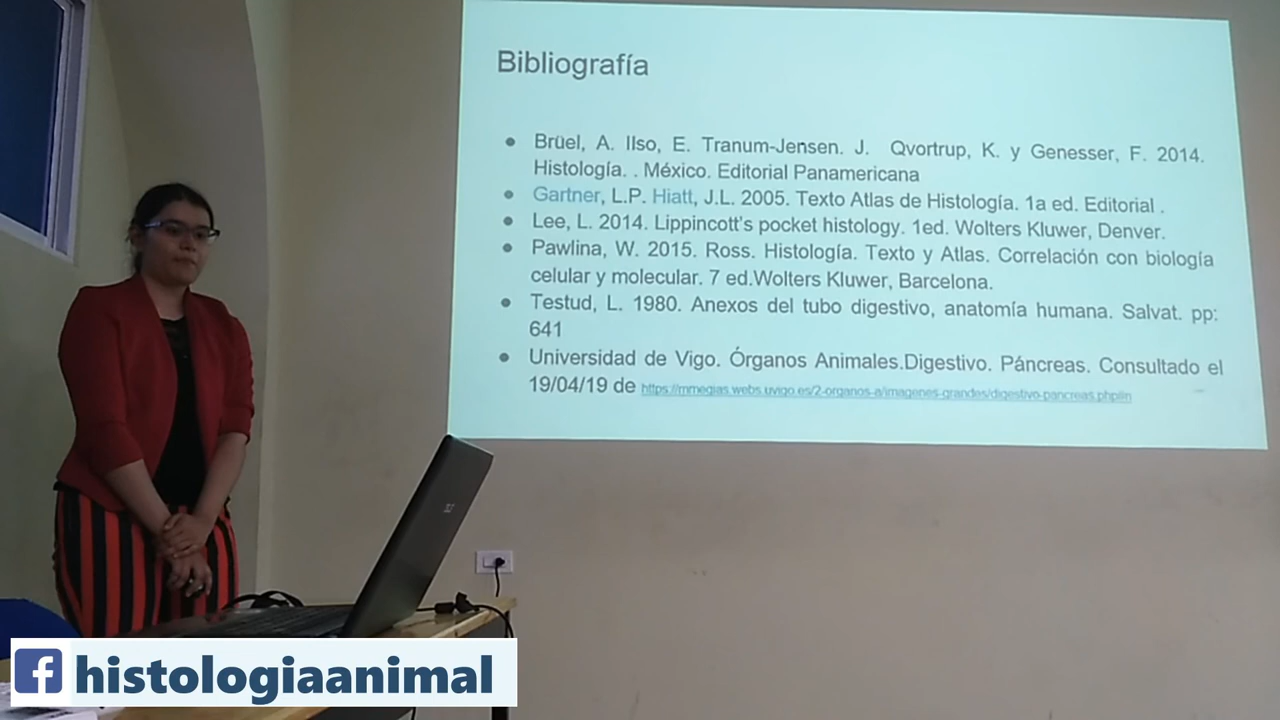 Bibliografía
Brüel, A. Ilso, E. Tranum-Jensen. J. Qvortrup, K. y Genesser, F. 2014.
Histología. . México. Editorial Panamericana
Gartner, L.P. Hiatt, J.L. 2005. Texto Atlas de Histología. 1a ed. Editorial .
Lee, L. 2014. Lippincott's pocket histology. 1ed. Wolters Kluwer, Denver.
Pawlina, W. 2015. Ross. Histología. Texto y Atlas. Correlación con biología
celular y molecular. 7 ed.Wolters Kluwer, Barcelona.
Testud, L. 1980. Anexos del tubo digestivo, anatomía humana. Salvat. pp:
641
Universidad de Vigo. Órganos Animales.Digestivo. Páncreas. Consultado el
19/04/19 de https://mmegias.webs.uvigo.es/2-organos-a/imagenes-grandes/digestivo-pancreas.php#n
hp
f histologiaanimal